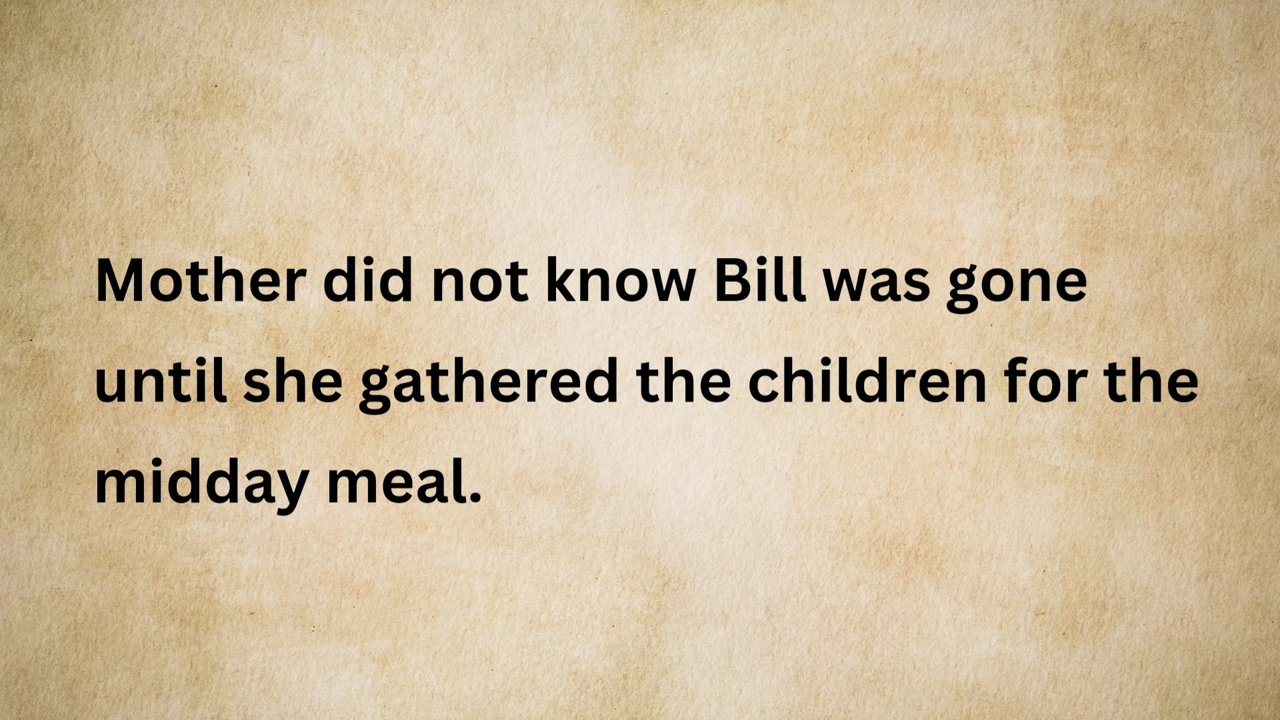 Mother did not know Bill was gone
until she gathered the children for the
midday meal.